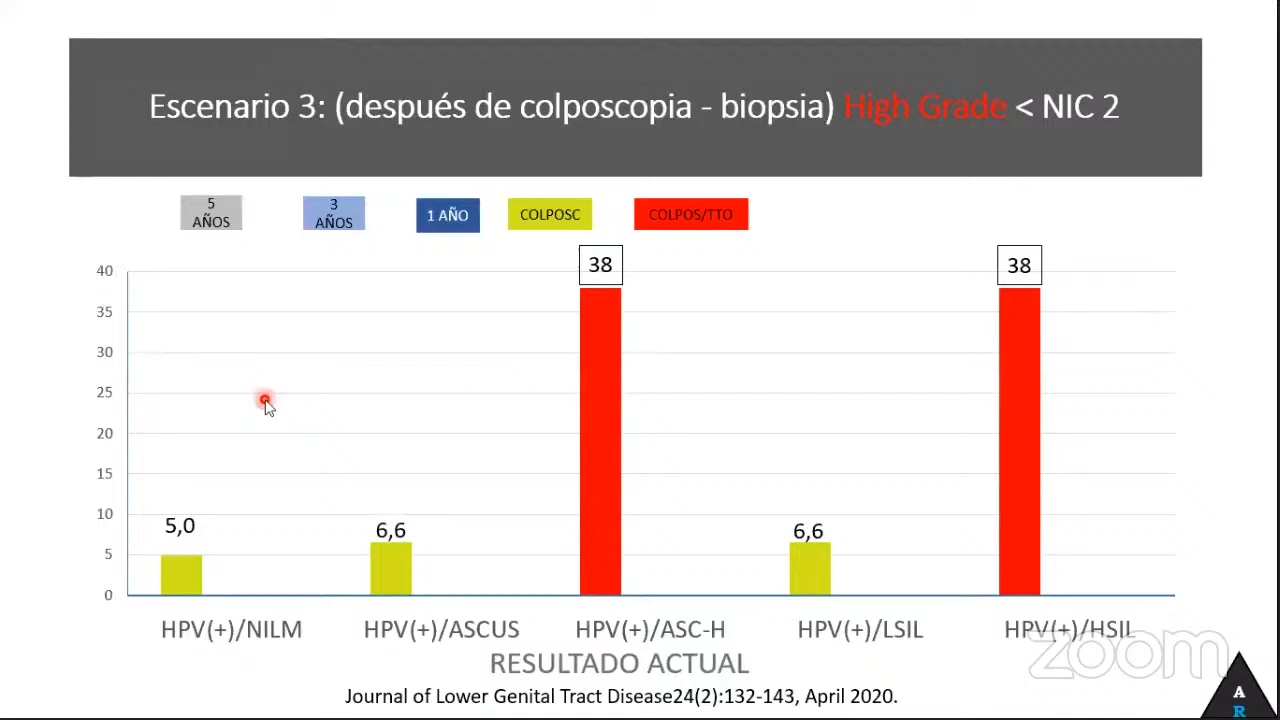 Escenario 3: (después de colposcopia - biopsia) High Grade < NIC 2
5
AÑOS
3
AÑOS
1 AÑO
COLPOSC
COLPOS/TTO
40
35
30
25
20
15
10
5
0
5,0
6,6
38
6,6
38
HPV(+)/NILM
HPV(+)/ASCUS
HPV(+)/ASC-H
HPV(+)/LSIL
HPV(+)/HSIL
RESULTADO ACTUAL
zoom
Journal of Lower Genital Tract Disease24(2):132-143, April 2020.
A
R